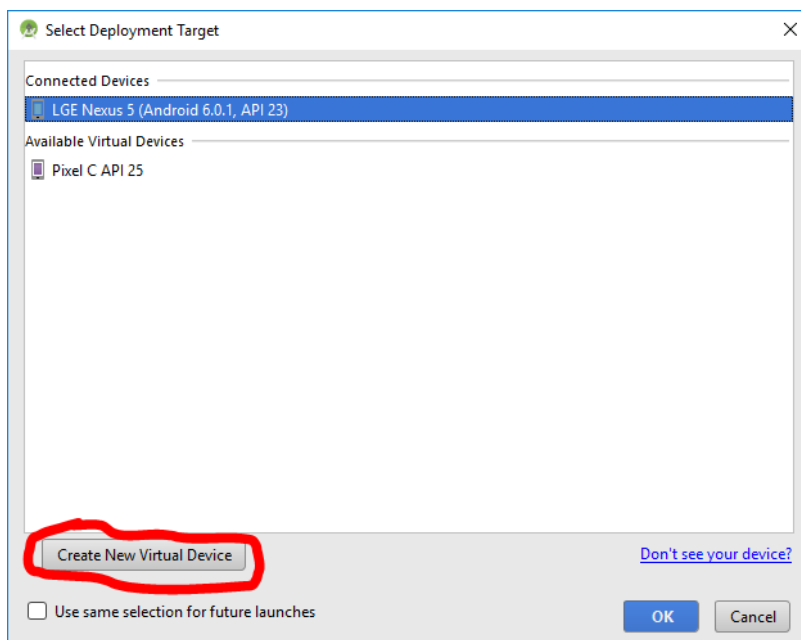 Select Deployment Target
Connected Devices
LGE Nexus 5 (Android 6.0.1, API 23)
Available Virtual Devices
Pixel C API 25
Create New Virtual Device
Don't see your device?
Use same selection for future launches
OK
Cancel